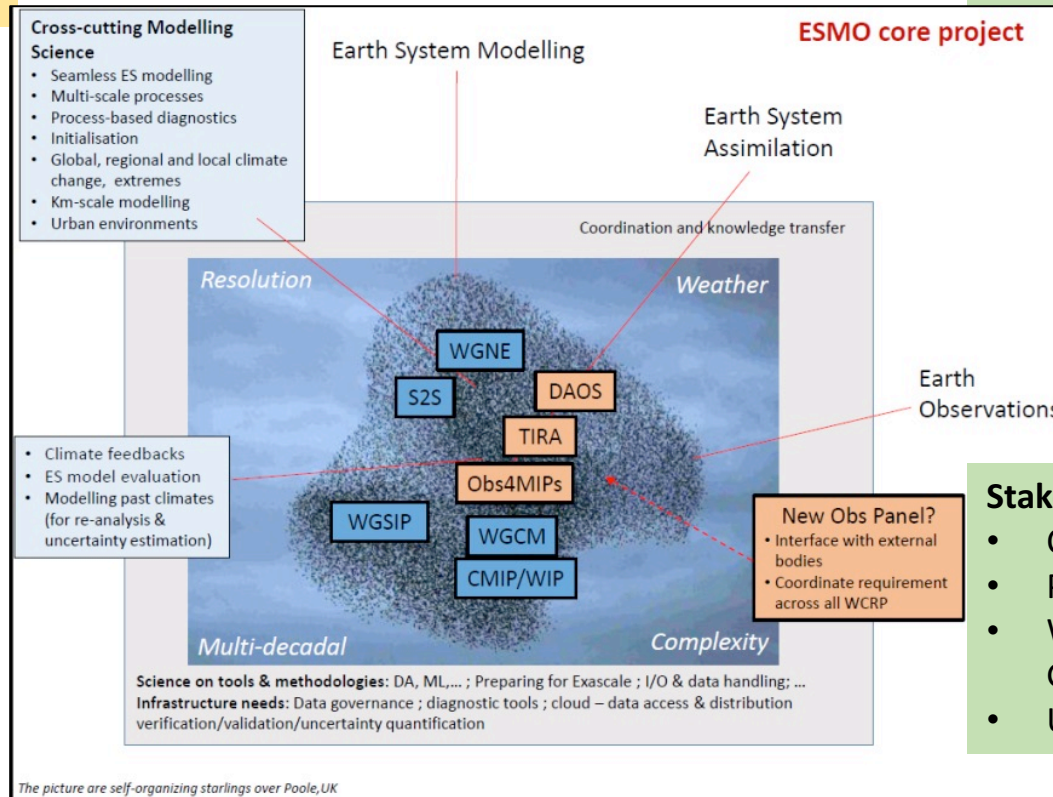 Cross-cutting Modelling
Science
• Seamless ES modelling
• Multi-scale processes
• Process-based diagnostics
• Initialisation
• Global, regional and local climate
change, extremes
• Km-scale modelling
• Urban environments
Earth System Modelling
ESMO core project
Earth System
Assimilation
Coordination and knowledge transfer
Resolution
Weather
WGNE
S2S
DAOS
TIRA
Obs4MIPs
WGSIP
WGCM
CMIP/WIP
Earth
Observations
• Climate feedbacks
• ES model evaluation
• Modelling past climates
(for re-analysis &
uncertainty estimation)
New Obs Panel?
• Interface with external
bodies
• Coordinate requirement
across all WCRP
Multi-decadal
Complexity
Science on tools & methodologies: DA, ML,... ; Preparing for Exascale ; I/O & data handling; ...
Infrastructure needs: Data governance ; diagnostic tools ; cloud – data access & distribution
verification/validation/uncertainty quantification
The picture are self-organizing starlings over Poole,UK
Stak
•
•
•
•